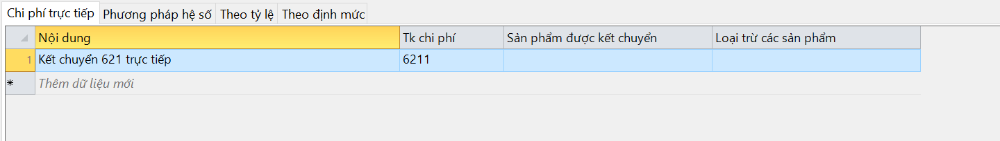 Chi phí trực tiếp Phương pháp hệ số Theo tỷ lệ Theo định mức
Nội dung Tk chi phí Sản phẩm được kết chuyển Loại trừ các sản phẩm
1 Kết chuyển 621 trực tiếp 6211
* Thêm dữ liệu mới